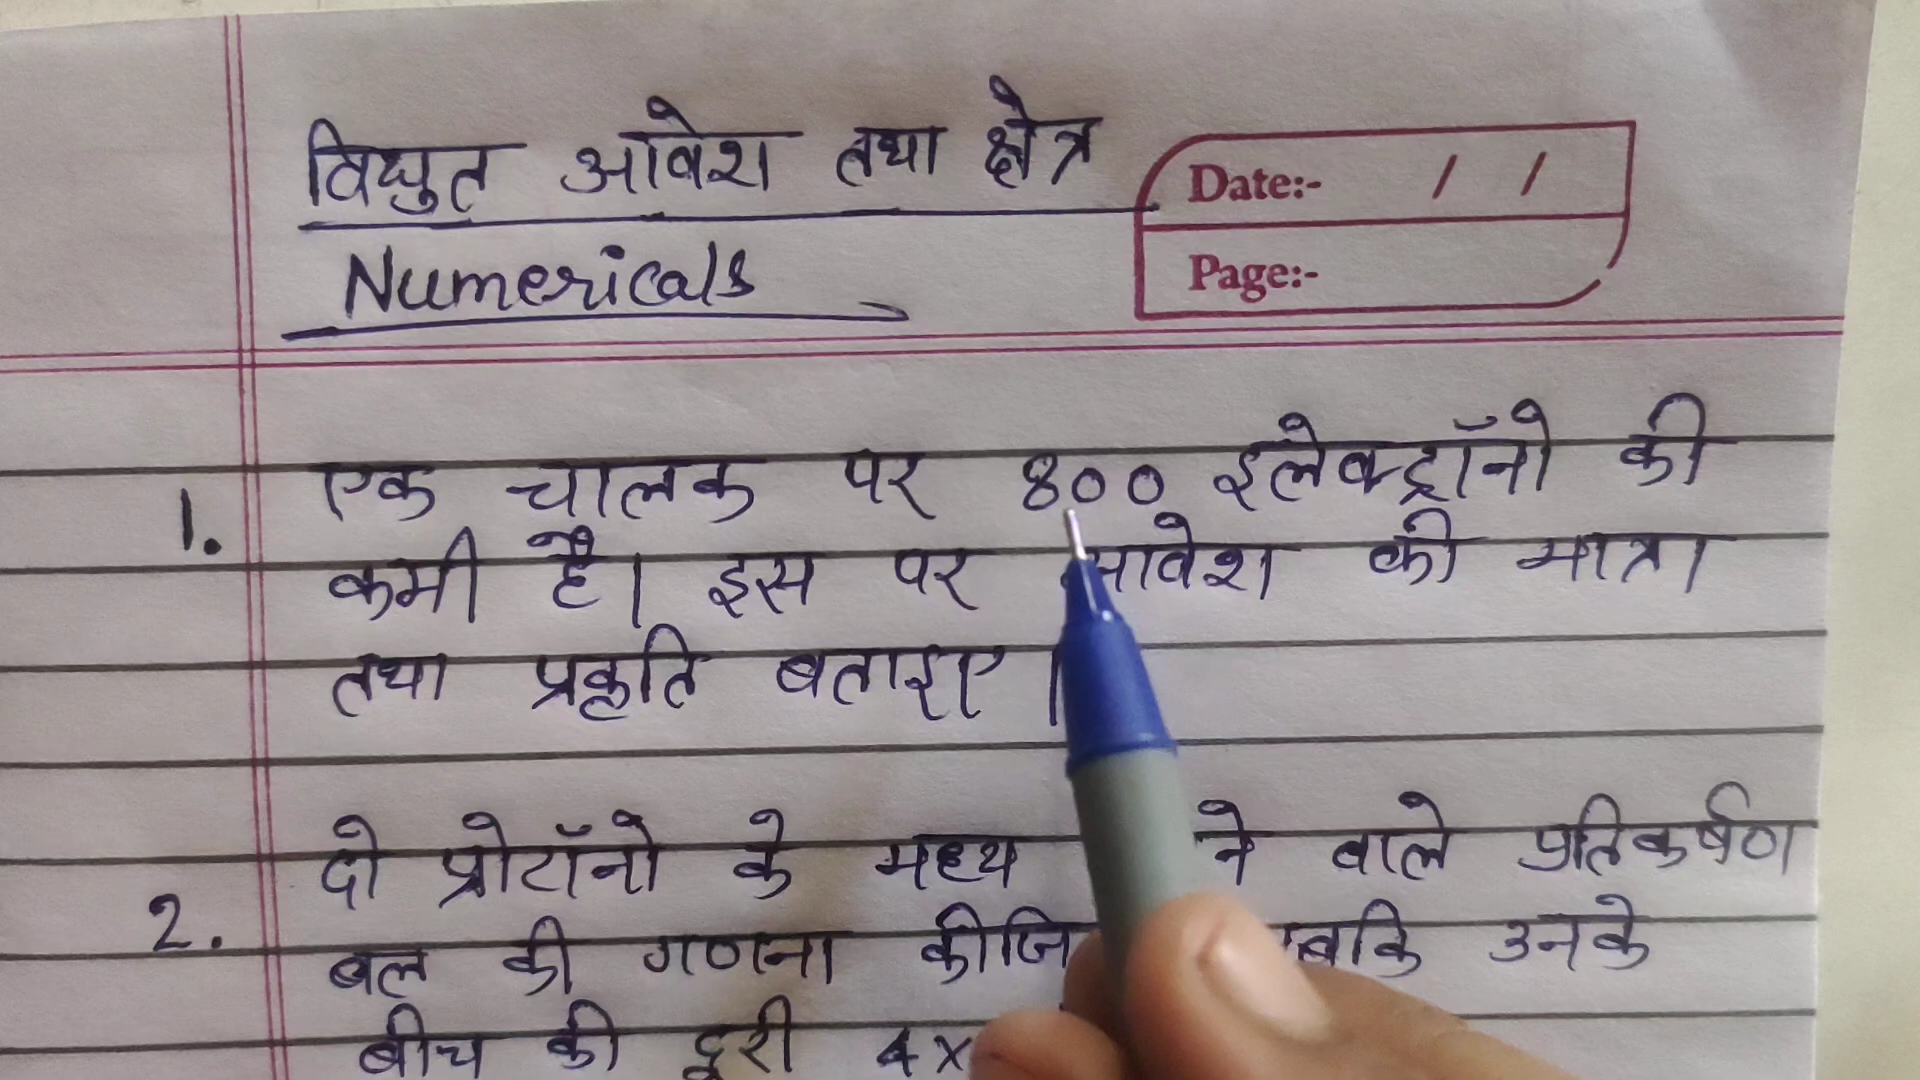 विघुत आवेश तथा क्षेत्र
Numericals
Date:- / /
Page:-
1. एक चालक पर 800 इलेक्ट्रॉनो की
कमी है। इस पर आवेश की मात्रा
तथा प्रकृति बताइए।
2. दो प्रोटॉनो के मध्य ने वाले प्रतिकर्षण
बल की गणना उनके
बीच की दूरी 4x